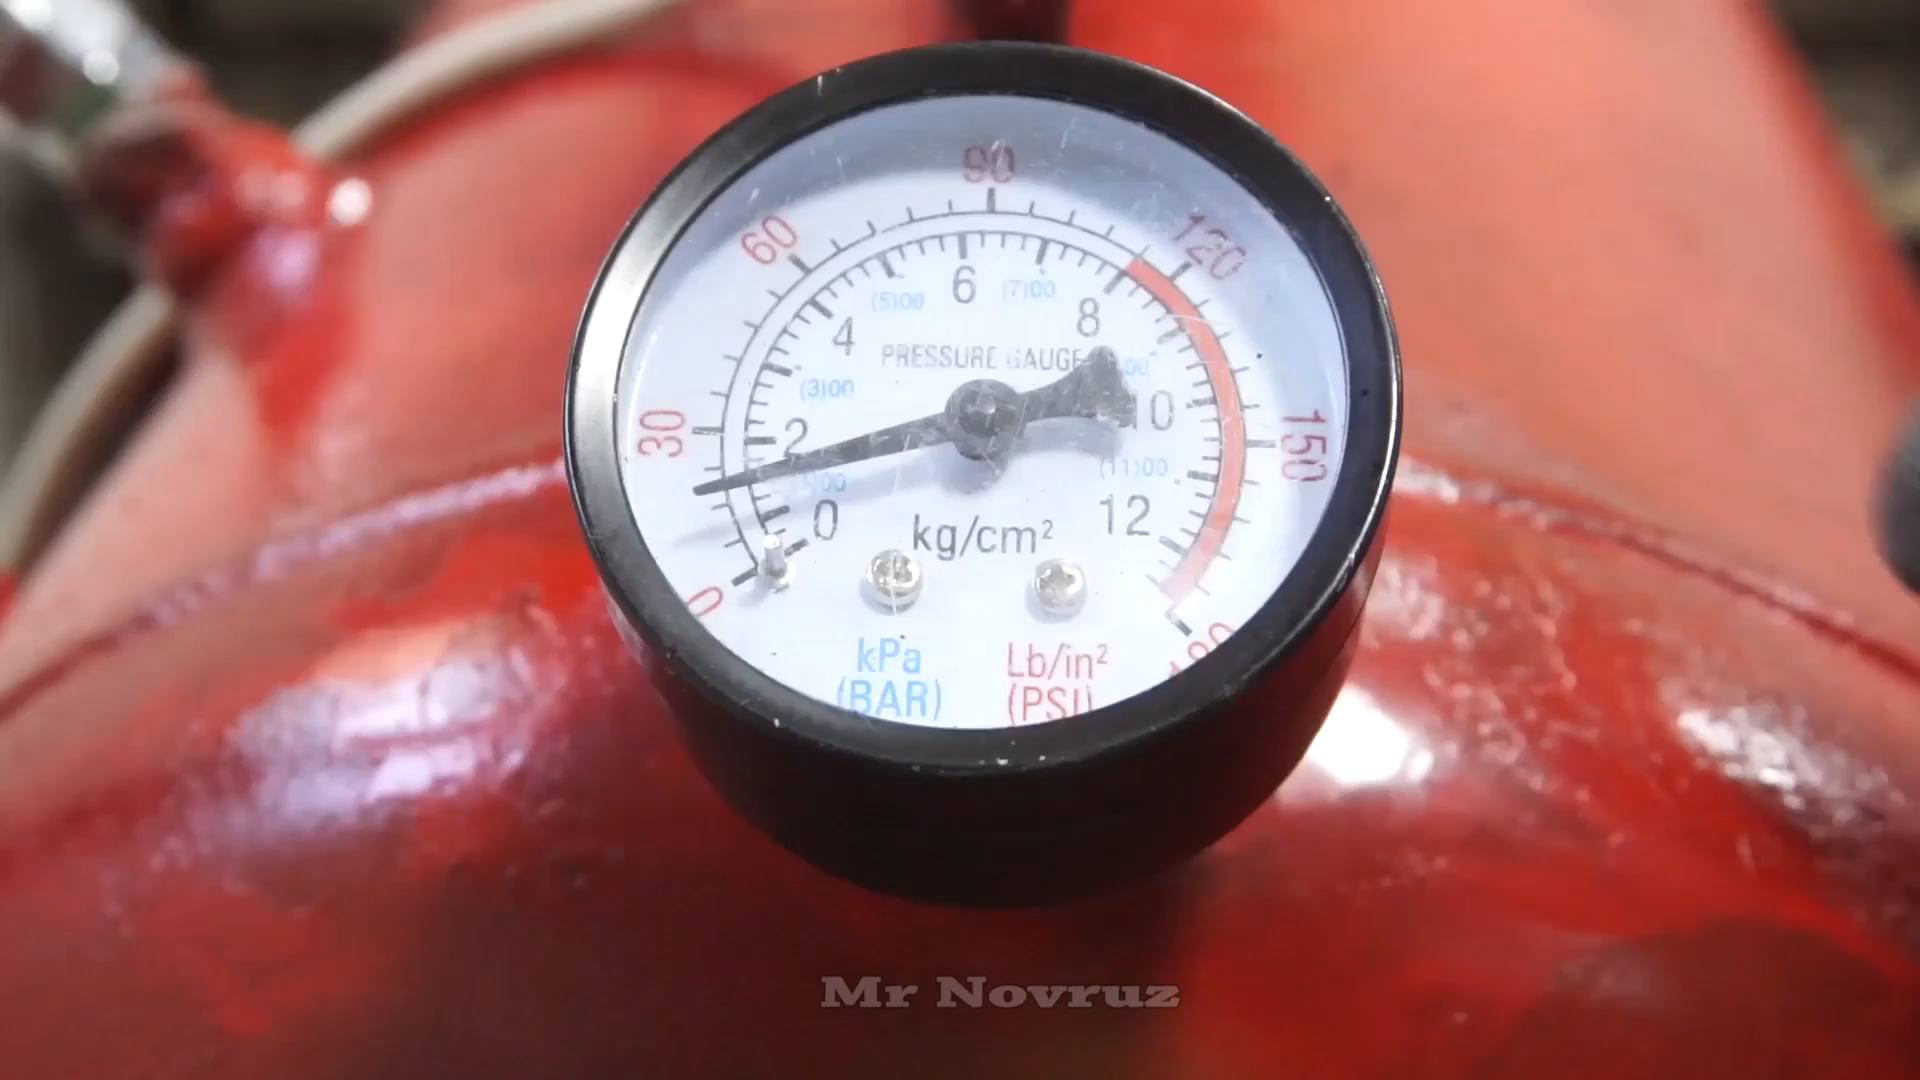 90
60
120
6
(5)00
(7)00
8
4
PRESSURE GAUGE
(3)00
10
30
2
150
(11)00
0
12
kg/cm²
0
kPa
Lb/in²
(BAR)
(PSI)
Mr Novruz